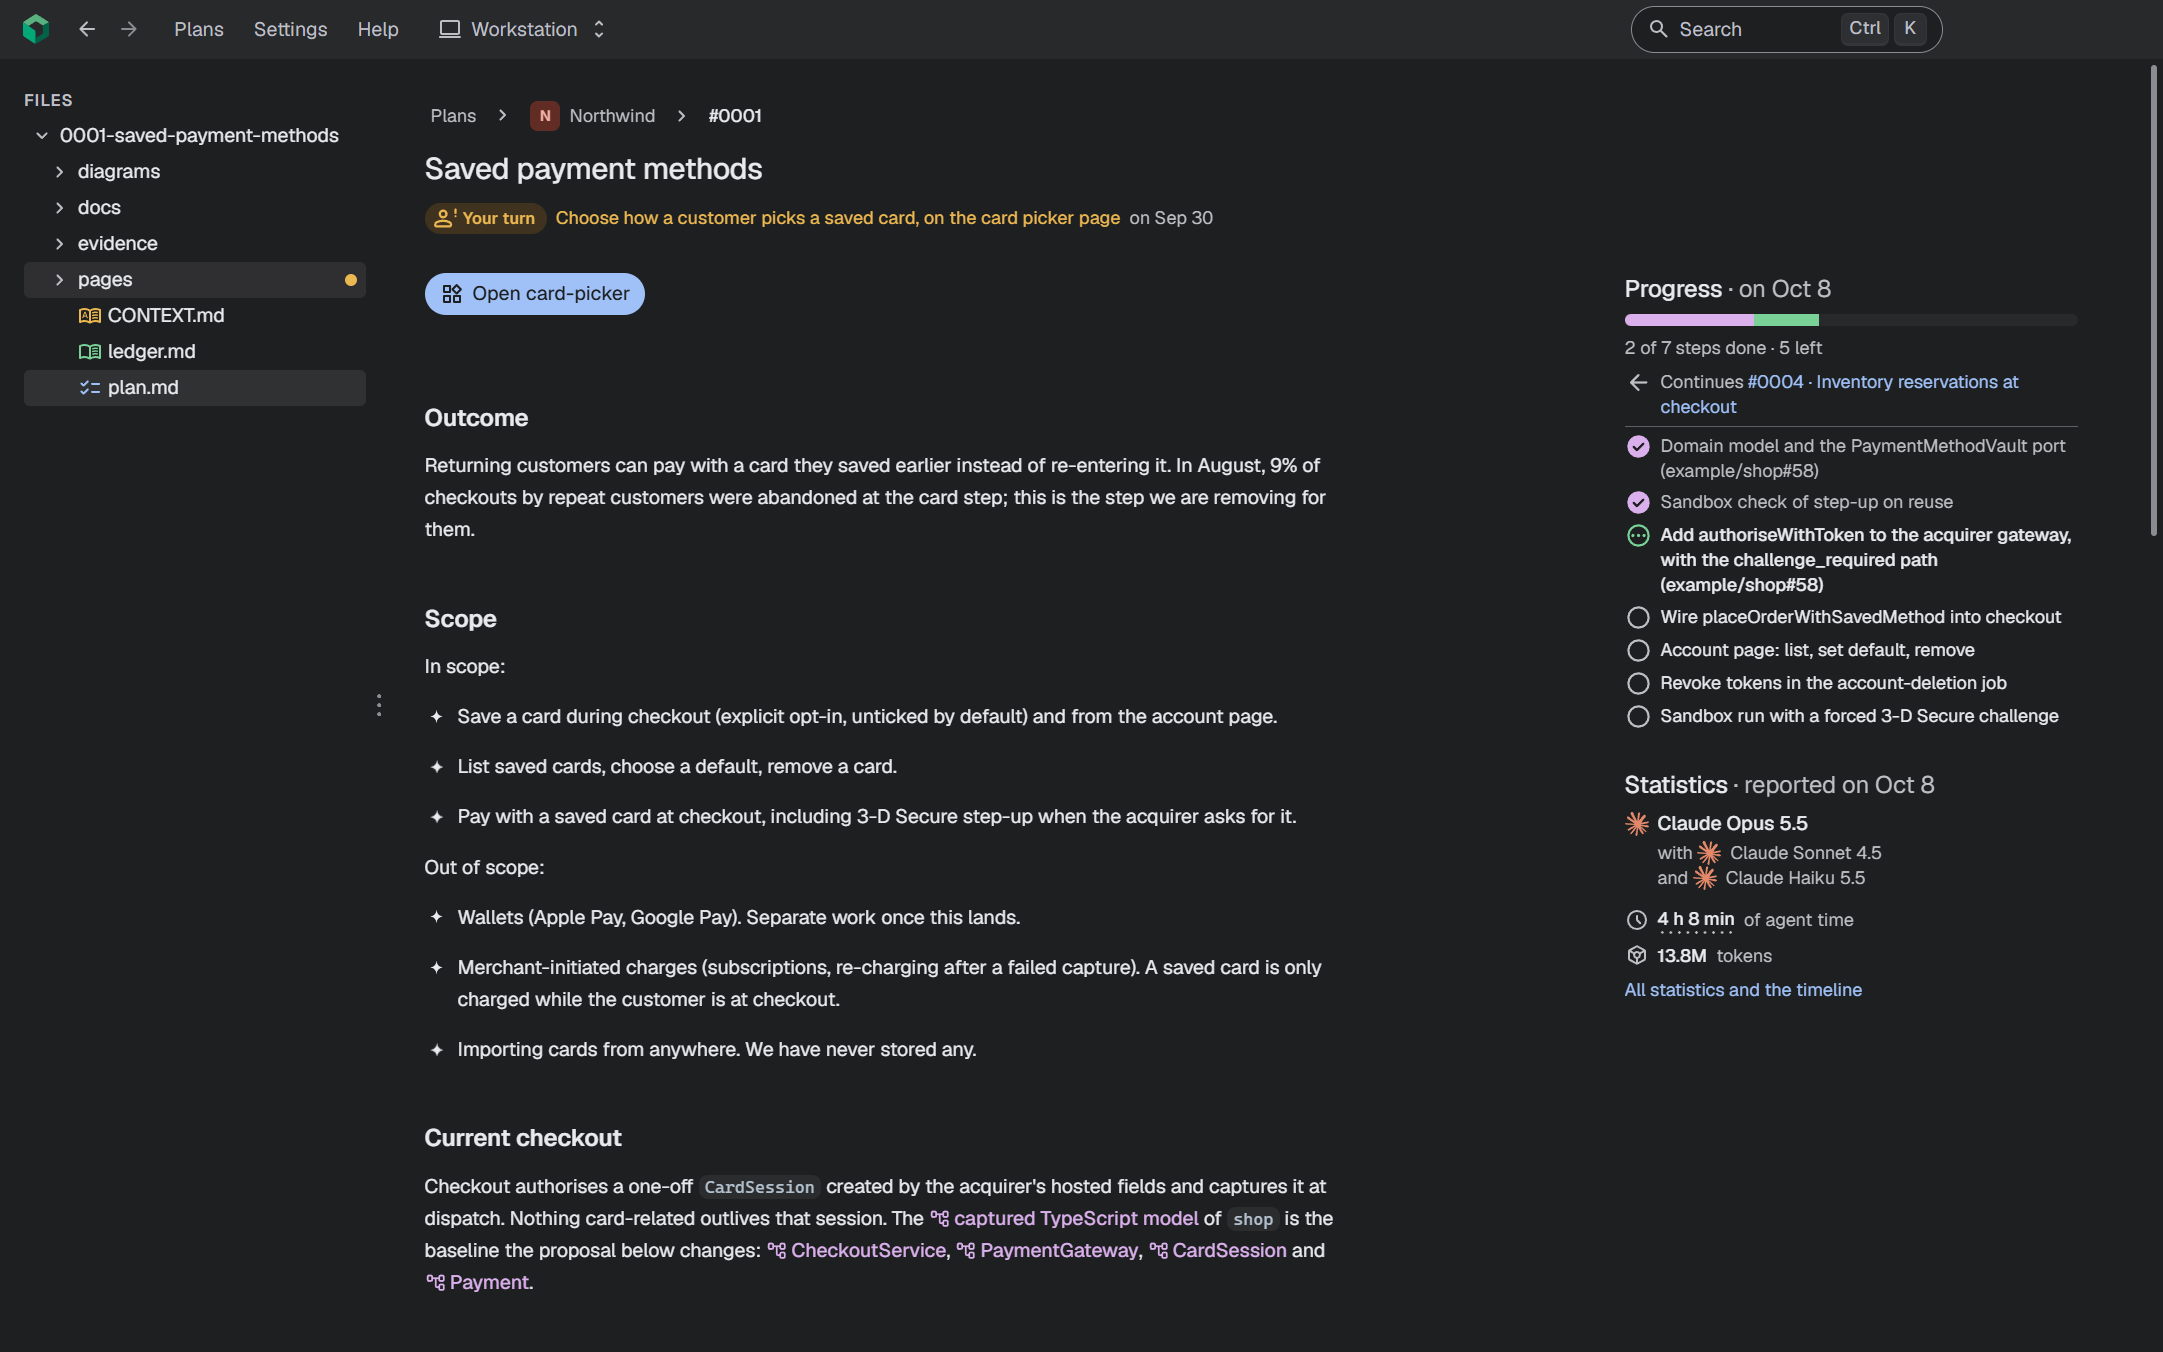 Plans
Settings
Help
Workstation
Search
Ctrl
K
FILES
0001-saved-payment-methods
diagrams
docs
evidence
pages
CONTEXT.md
ledger.md
plan.md
Plans
N
Northwind
#0001
Saved payment methods
Your turn
Choose how a customer picks a saved card, on the card picker page on Sep 30
Open card-picker
Outcome
Returning customers can pay with a card they saved earlier instead of re-entering it. In August, 9% of
checkouts by repeat customers were abandoned at the card step; this is the step we are removing for
them.
Scope
In scope:
Save a card during checkout (explicit opt-in, unticked by default) and from the account page.
List saved cards, choose a default, remove a card.
Pay with a saved card at checkout, including 3-D Secure step-up when the acquirer asks for it.
Out of scope:
Wallets (Apple Pay, Google Pay). Separate work once this lands.
Merchant-initiated charges (subscriptions, re-charging after a failed capture). A saved card is only
charged while the customer is at checkout.
Importing cards from anywhere. We have never stored any.
Current checkout
Checkout authorises a one-off CardSession created by the acquirer's hosted fields and captures it at
dispatch. Nothing card-related outlives that session. The captured TypeScript model of shop is the
baseline the proposal below changes: CheckoutService, PaymentGateway, CardSession and
Payment.
Progress · on Oct 8
2 of 7 steps done · 5 left
Continues #0004 · Inventory reservations at
checkout
Domain model and the PaymentMethodVault port
(example/shop#58)
Sandbox check of step-up on reuse
Add authoriseWithToken to the acquirer gateway,
with the challenge_required path
(example/shop#58)
Wire placeOrderWithSavedMethod into checkout
Account page: list, set default, remove
Revoke tokens in the account-deletion job
Sandbox run with a forced 3-D Secure challenge
Statistics · reported on Oct 8
Claude Opus 5.5
with Claude Sonnet 4.5
and Claude Haiku 5.5
4 h 8 min of agent time
13.8M tokens
All statistics and the timeline